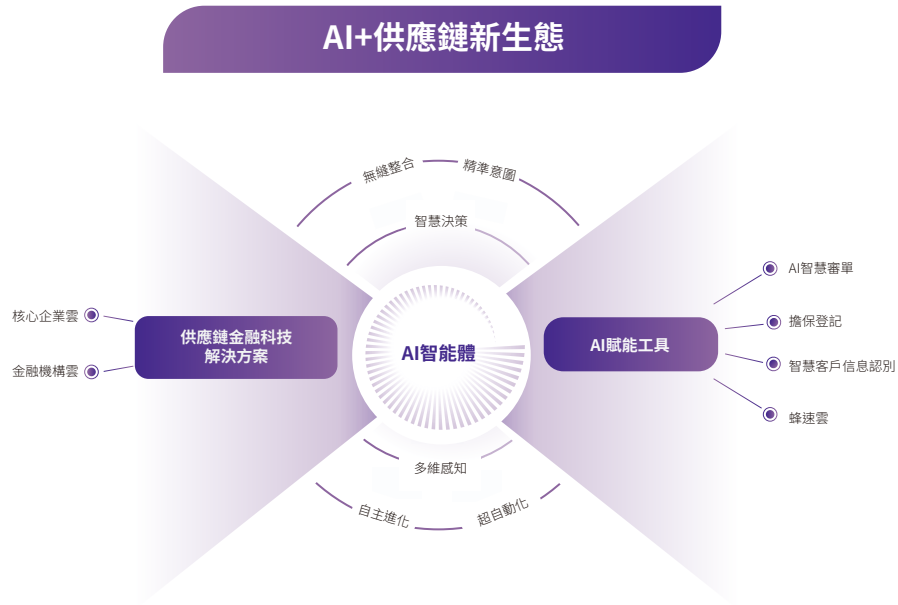 AI+供應鏈新生態
無縫整合
精準意圖
智慧決策
核心企業雲
金融機構雲
供應鏈金融科技
解決方案
AI智能體
AI賦能工具
AI智慧審單
擔保登記
智慧客戶信息認別
蜂速雲
多維感知
自主進化
超自動化